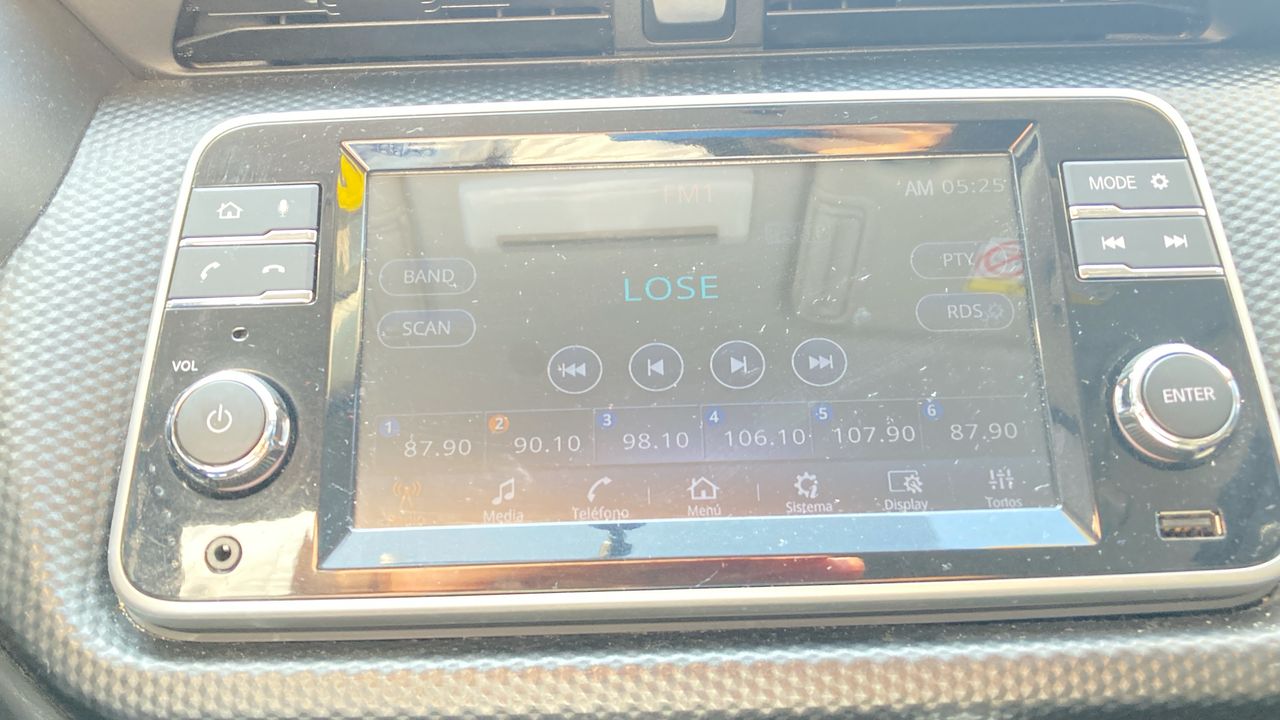 FM1
AM 05:25
MODE
BAND
LOSE
PTY
SCAN
RDS
VOL
ENTER
1 87.90
2 90.10
3 98.10
4 106.10
5 107.90
6 87.90
Media
Teléfono
Menú
Sistema
Display
Tonos